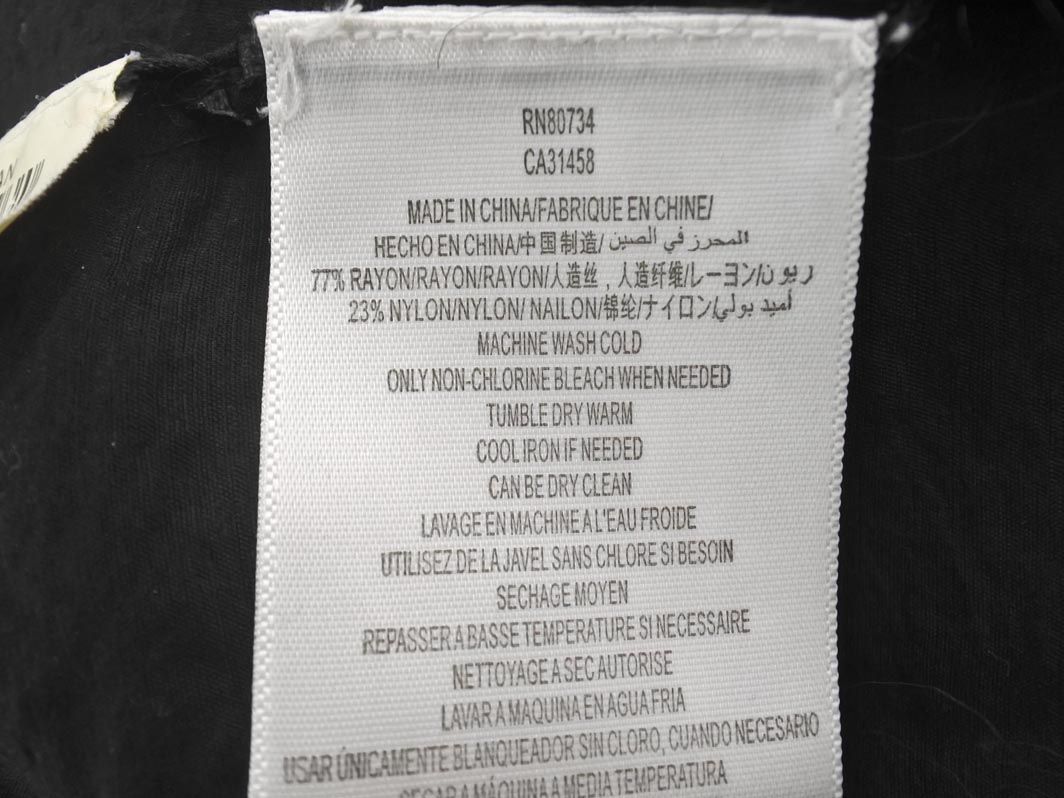 AN
RN80734
CA31458
MADE IN CHINA/FABRIQUE EN CHINE/
HECHO EN CHINA/中国制造/المحرز في الصين
77% RAYON/RAYON/RAYON/人造丝，人造纤维/レーヨン/ريون
23% NYLON/NYLON/ NAILON/锦纶/ナイロン/أميد بولي
MACHINE WASH COLD
ONLY NON-CHLORINE BLEACH WHEN NEEDED
TUMBLE DRY WARM
COOL IRON IF NEEDED
CAN BE DRY CLEAN
LAVAGE EN MACHINE A L'EAU FROIDE
UTILISEZ DE LA JAVEL SANS CHLORE SI BESOIN
SECHAGE MOYEN
REPASSER A BASSE TEMPERATURE SI NECESSAIRE
NETTOYAGE A SEC AUTORISE
LAVAR A MAQUINA EN AGUA FRIA
USAR ÚNICAMENTE BLANQUEADOR SIN CLORO, CUANDO NECESARIO
SECAR A MÁQUINA A MEDIA TEMPERATURA